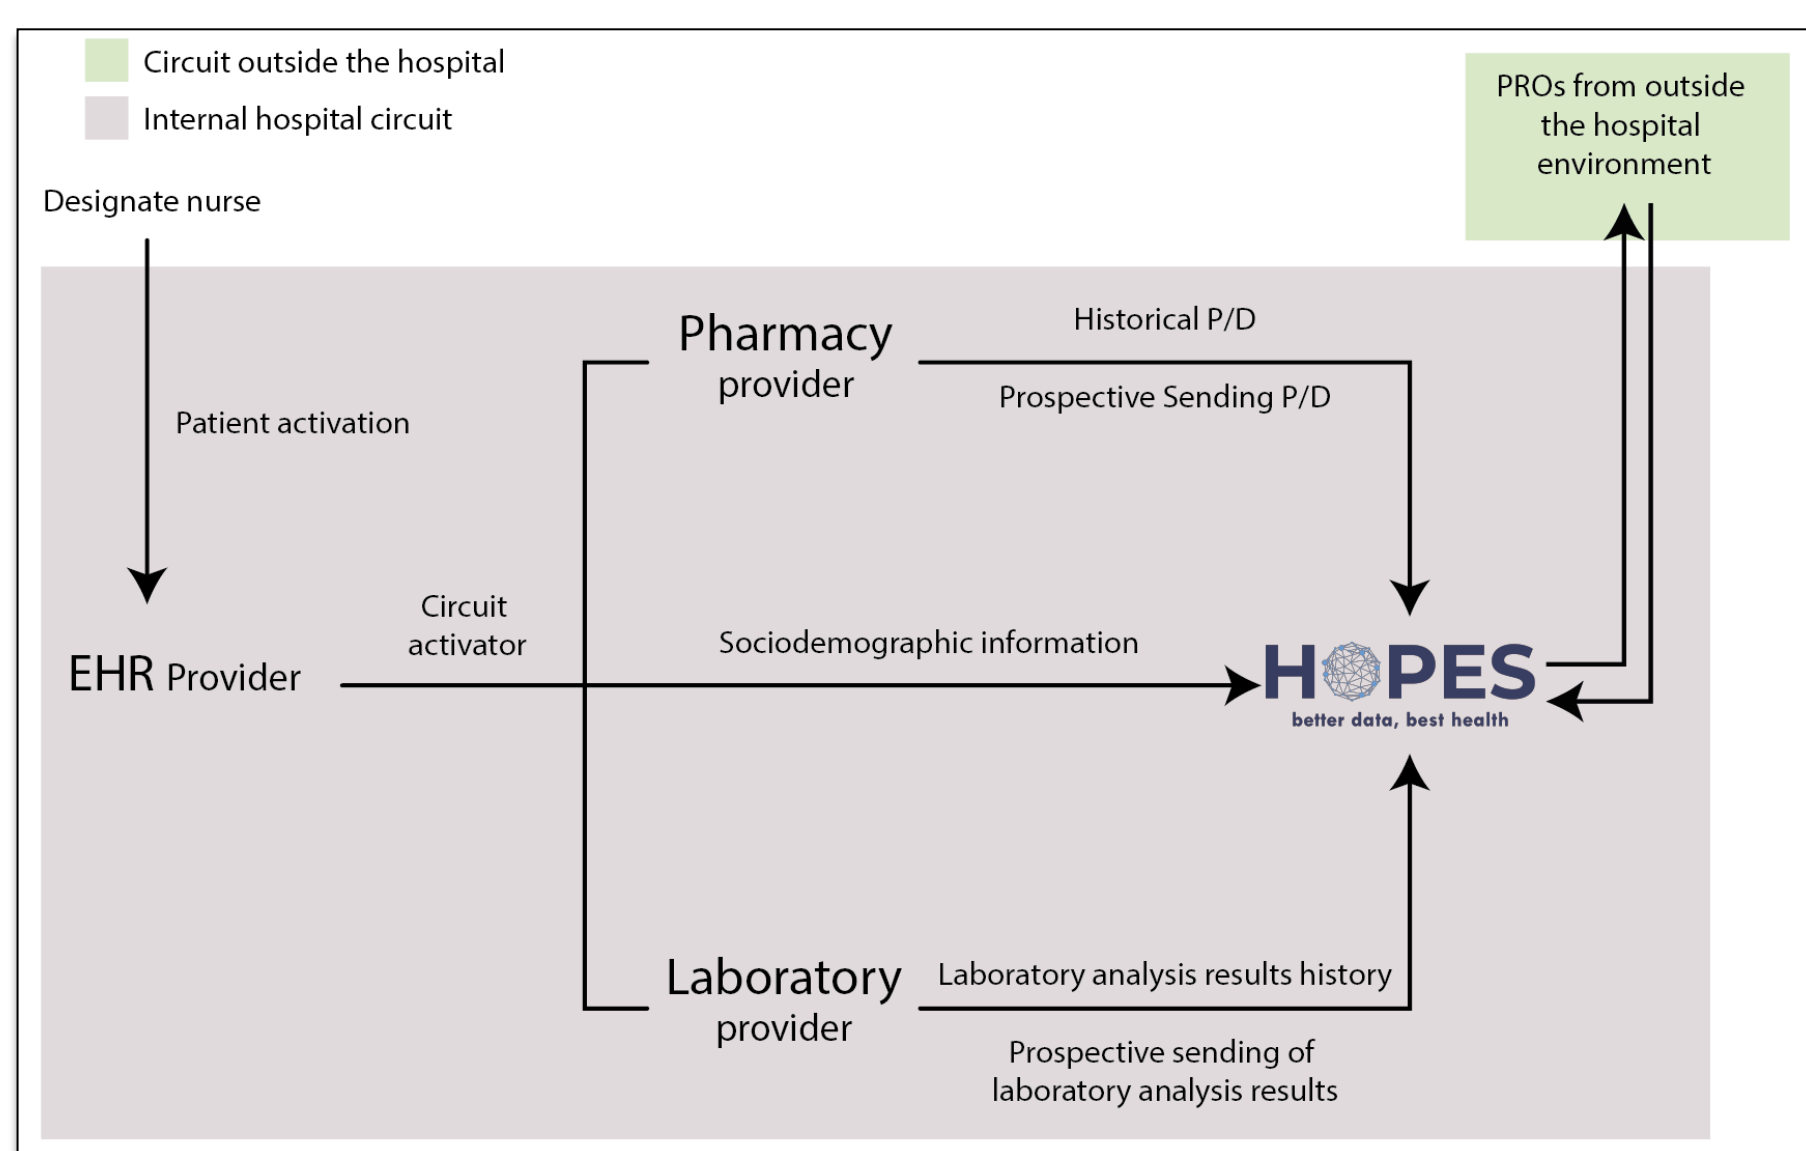 Circuit outside the hospital
Internal hospital circuit
PROs from outside
the hospital
environment
Designate nurse
Patient activation
EHR Provider
Circuit
activator
Pharmacy
provider
Historical P/D
Prospective Sending P/D
Sociodemographic information
HOPES
better data, best health
Laboratory
provider
Laboratory analysis results history
Prospective sending of
laboratory analysis results